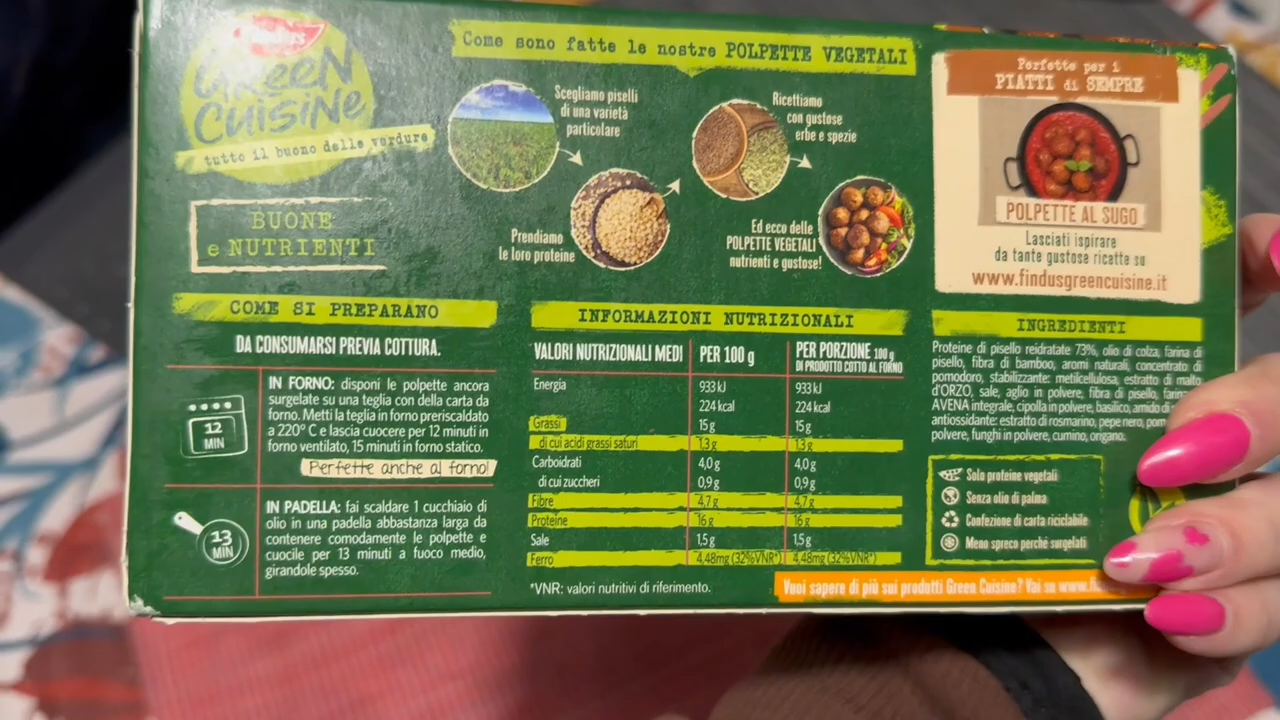 Findus
GReeN
CUiSiNe
tutto il buono delle verdure
BUONE
e NUTRIENTI
Come sono fatte le nostre POLPETTE VEGETALI
Scegliamo piselli
di una varietà
particolare
Prendiamo
le loro proteine
Ricettiamo
con gustose
erbe e spezie
Ed ecco delle
POLPETTE VEGETALI
nutrienti e gustose!
Perfette per i
PIATTI di SEMPRE
POLPETTE AL SUGO
Lasciati ispirare
da tante gustose ricette su
www.findusgreencuisine.it
COME SI PREPARANO
DA CONSUMARSI PREVIA COTTURA.
12
MIN
IN FORNO: disponi le polpette ancora
surgelate su una teglia con della carta da
forno. Metti la teglia in forno preriscaldato
a 220° C e lascia cuocere per 12 minuti in
forno ventilato, 15 minuti in forno statico.
Perfette anche al forno!
13
MIN
IN PADELLA: fai scaldare 1 cucchiaio di
olio in una padella abbastanza larga da
contenere comodamente le polpette e
cuocile per 13 minuti a fuoco medio,
girandole spesso.
INFORMAZIONI NUTRIZIONALI
VALORI NUTRIZIONALI MEDI PER 100 g PER PORZIONE 100 g
DI PRODOTTO COTTO AL FORNO
Energia 933 kJ 933 kJ
224 kcal 224 kcal
Grassi 15 g 15 g
di cui acidi grassi saturi 1,3 g 1,3 g
Carboidrati 4,0 g 4,0 g
di cui zuccheri 0,9 g 0,9 g
Fibre 4,7 g 4,7 g
Proteine 16 g 16 g
Sale 1,5 g 1,5 g
Ferro 4,48mg (32%VNR*) 4,48mg (32%VNR*)
*VNR: valori nutritivi di riferimento.
INGREDIENTI
Proteine di pisello reidratate 73%, olio di colza, farina di
pisello, fibra di bamboo, aromi naturali, concentrato di
pomodoro, stabilizzante: metilcellulosa, estratto di malto
d'ORZO, sale, aglio in polvere, fibra di pisello, farina
AVENA integrale, cipolla in polvere, basilico, amido di
antiossidante: estratto di rosmarino, pepe nero, pom
polvere, funghi in polvere, cumino, origano.
Solo proteine vegetali
Senza olio di palma
Confezione di carta riciclabile
Meno spreco perché surgelati
Vuoi sapere di più sui prodotti Green Cuisine? Vai su www.fi